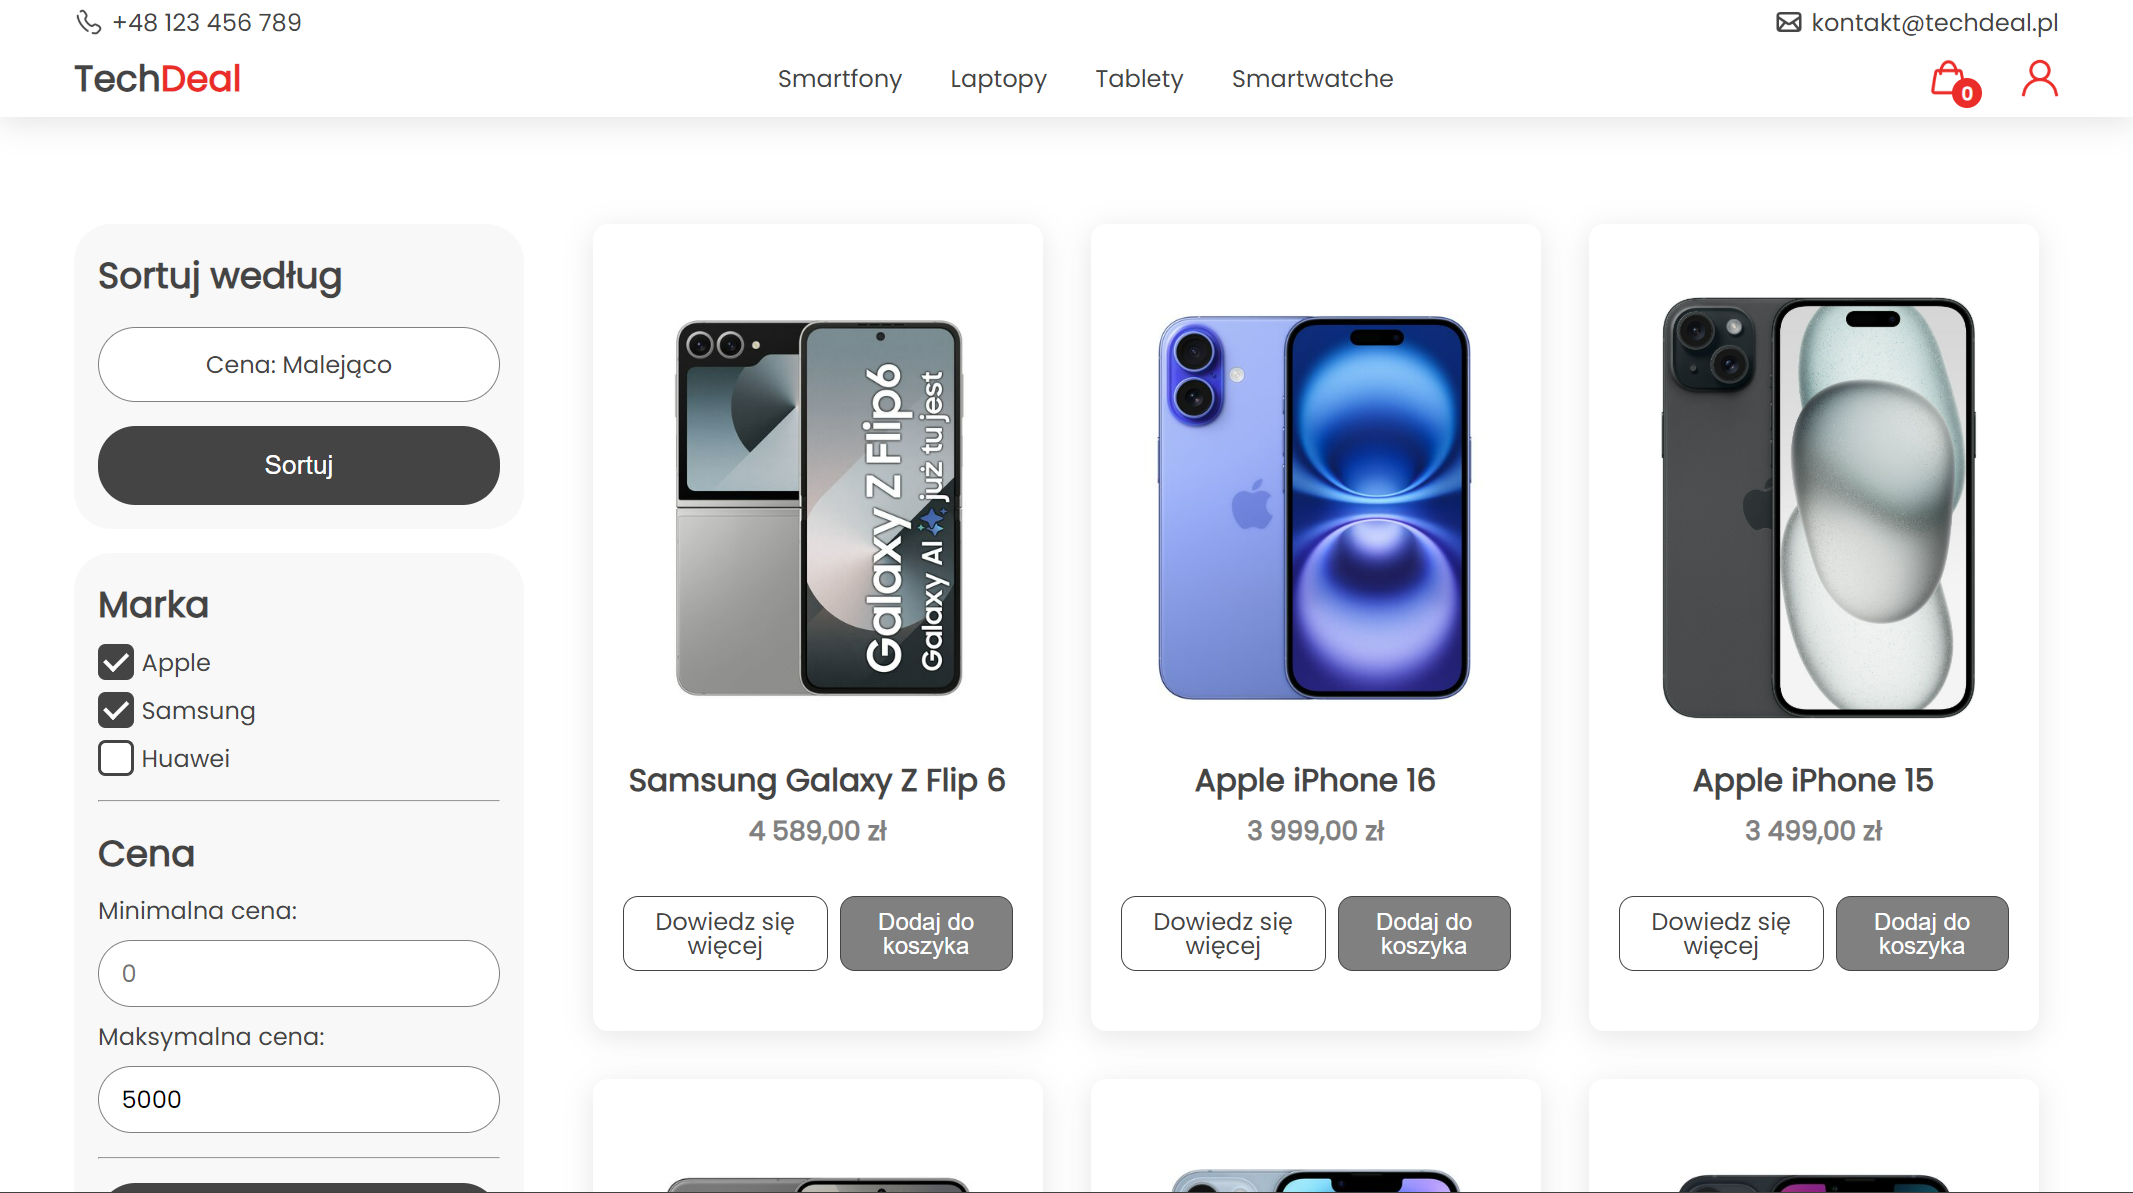 +48 123 456 789
kontakt@techdeal.pl
TechDeal
Smartfony
Laptopy
Tablety
Smartwatche
0
Sortuj według
Cena: Malejąco
Sortuj
Marka
Apple
Samsung
Huawei
Cena
Minimalna cena:
0
Maksymalna cena:
5000
Galaxy Z Flip6
Galaxy AI już tu jest
Samsung Galaxy Z Flip 6
4 589,00 zł
Dowiedz się
więcej
Dodaj do
koszyka
Apple iPhone 16
3 999,00 zł
Dowiedz się
więcej
Dodaj do
koszyka
Apple iPhone 15
3 499,00 zł
Dowiedz się
więcej
Dodaj do
koszyka